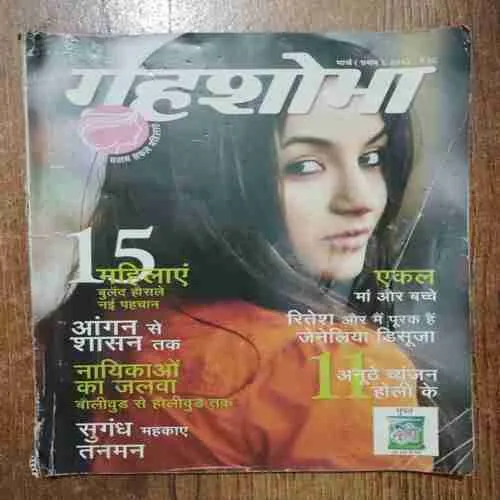 गृहशोभा
15
महिलाएं
बुलंद हौसले
नई पहचान
आंगन से
शासन तक
नायिकाओं
का जलवा
बौलीवुड से हौलीवुड तक
सुगंध महकाए
तनमन
एकल
मां और बच्चे
रितेश और मैं पूरक हैं
जेनेलिया डिसूजा
11 अनूठे व्यंजन
होली के
मुफ्त